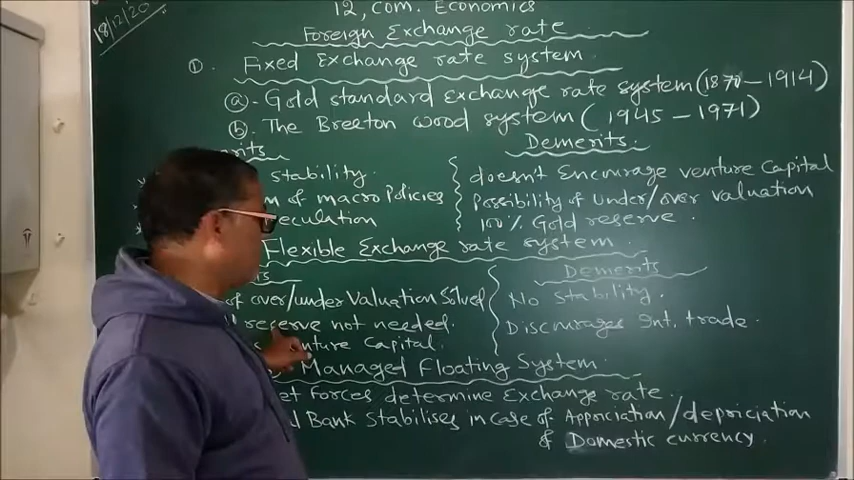 18/12/20
12, com. Economics
Foreign Exchange rate
①. Fixed Exchange rate system
ⓐ - Gold standard Exchange rate system (1870 - 1914)
ⓑ. The Breeton wood system (1945 - 1971)
Demerits
stability.
of macro Policies
doesn't Encourage venture Capital
Possibility of Under/over valuation
100% Gold reserve.
Flexible Exchange rate system
of over/under Valuation Solved
reserve not needed.
Capital.
Demerits
No stability.
Discourages Int. trade.
Managed Floating System
Forces determine Exchange rate.
Bank stabilises in Case of Appriciation/depriciation
of Domestic currency.